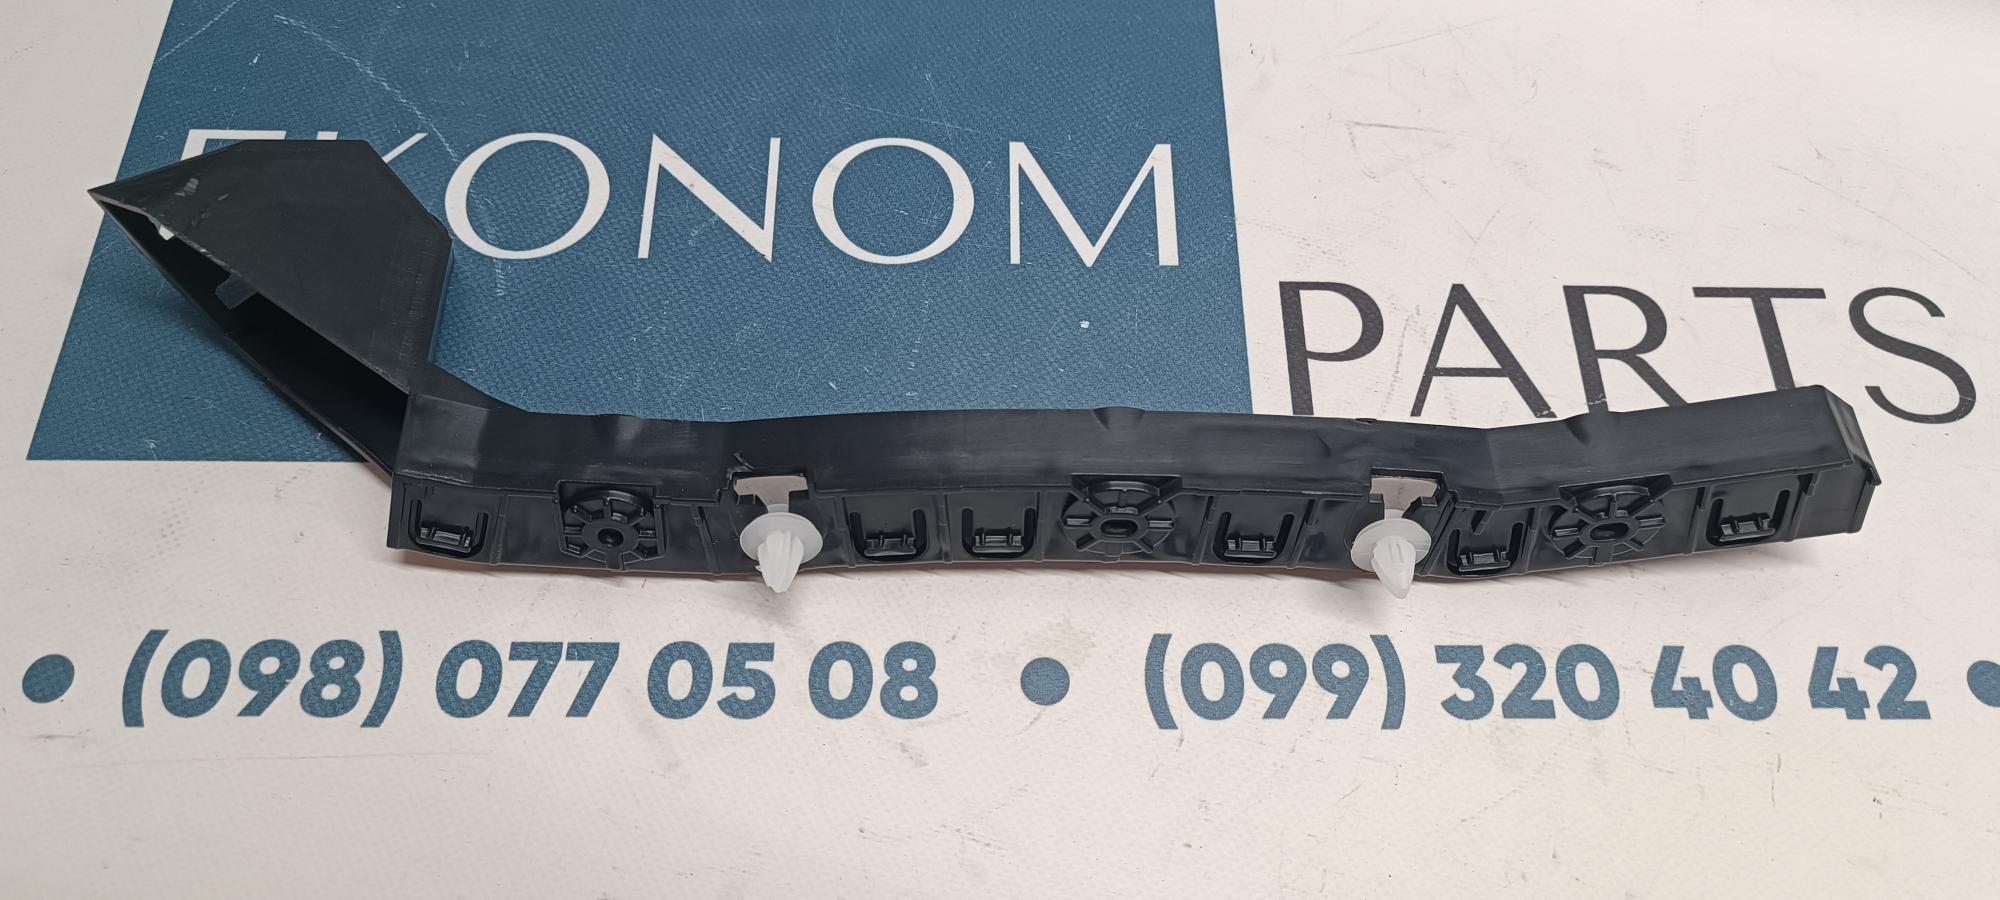 EKONOM
PARTS
• (098) 077 05 08 • (099) 320 40 42 •